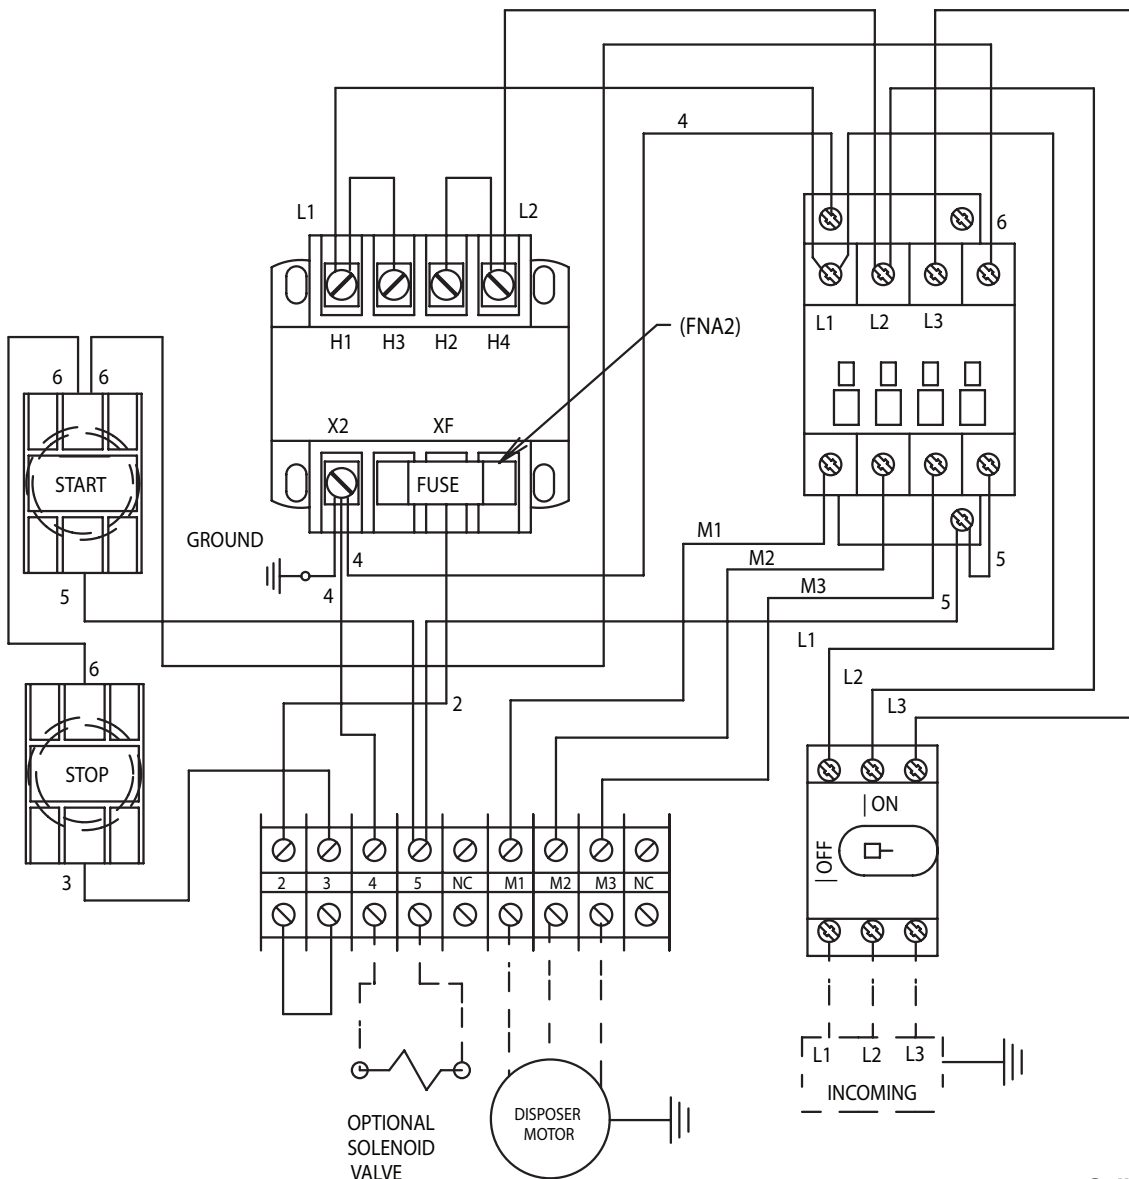 4
L1
L2
6
(FNA2)
H1 H3 H2 H4
L1 L2 L3
6 6
X2 XF
START
FUSE
GROUND
M1
M2
M3
4
4
5
5
5
L1
6
L2
2
L3
STOP
| ON
| OFF
3
2 3 4 5 NC M1 M2 M3 NC
L1 L2 L3
INCOMING
DISPOSER
MOTOR
OPTIONAL
SOLENOID
VALVE